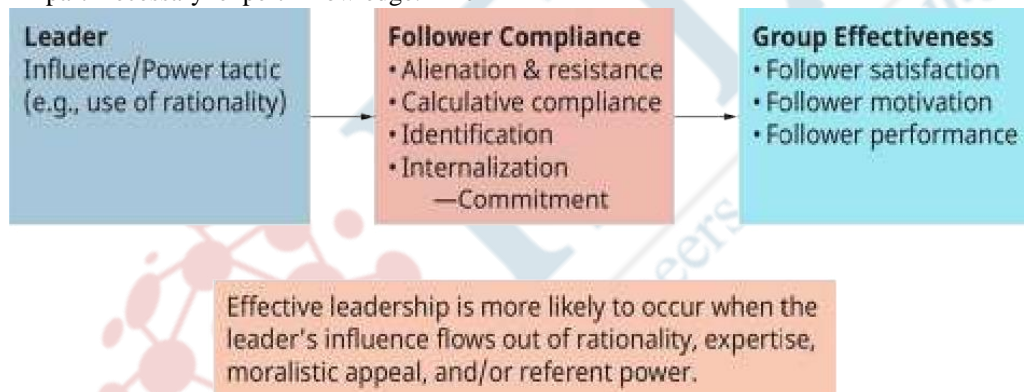 Leader
Influence/Power tactic
(e.g., use of rationality)
Follower Compliance
• Alienation & resistance
• Calculative compliance
• Identification
• Internalization
—Commitment
Group Effectiveness
• Follower satisfaction
• Follower motivation
• Follower performance
eers
Effective leadership is more likely to occur when the
leader's influence flows out of rationality, expertise,
moralistic appeal, and/or referent power.